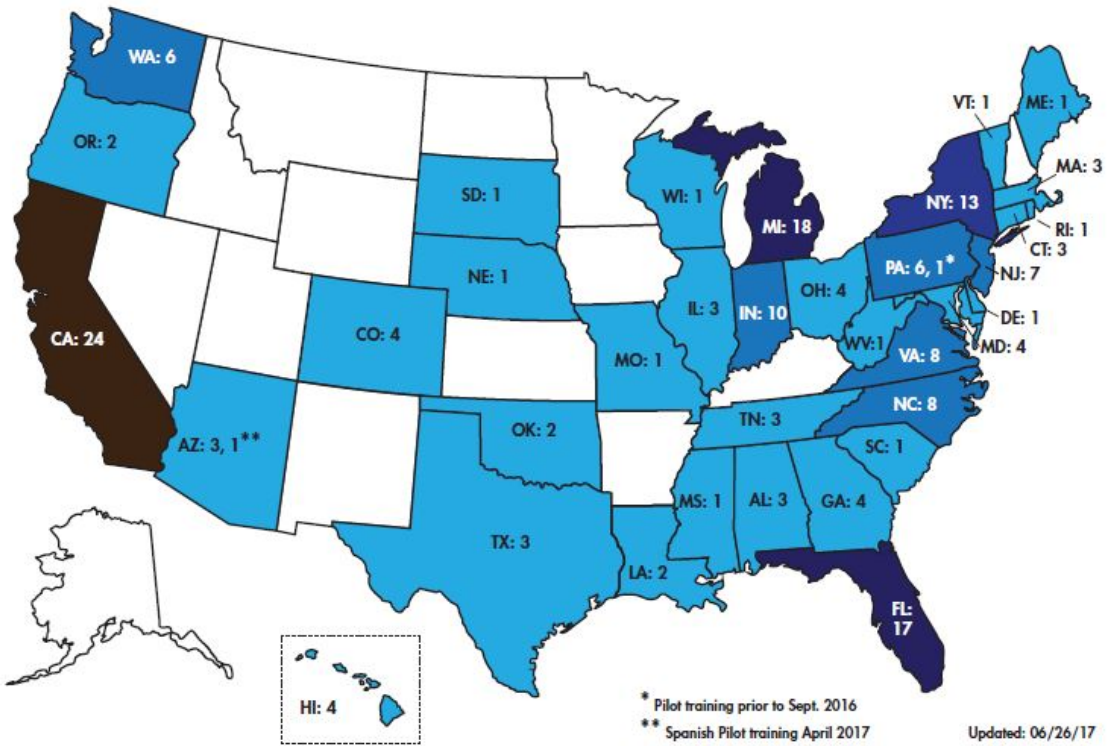 WA: 6
OR: 2
CA: 24
AZ: 3, 1**
SD: 1
NE: 1
CO: 4
OK: 2
TX: 3
WI: 1
IL: 3
MO: 1
LA: 2
MI: 18
IN: 10
OH: 4
WV:1
TN: 3
MS: 1
AL: 3
GA: 4
SC: 1
NC: 8
VA: 8
FL:
17
PA: 6, 1*
NY: 13
VT: 1
ME: 1
MA: 3
RI: 1
CT: 3
NJ: 7
DE: 1
MD: 4
HI: 4
* Pilot training prior to Sept. 2016
** Spanish Pilot training April 2017
Updated: 06/26/17